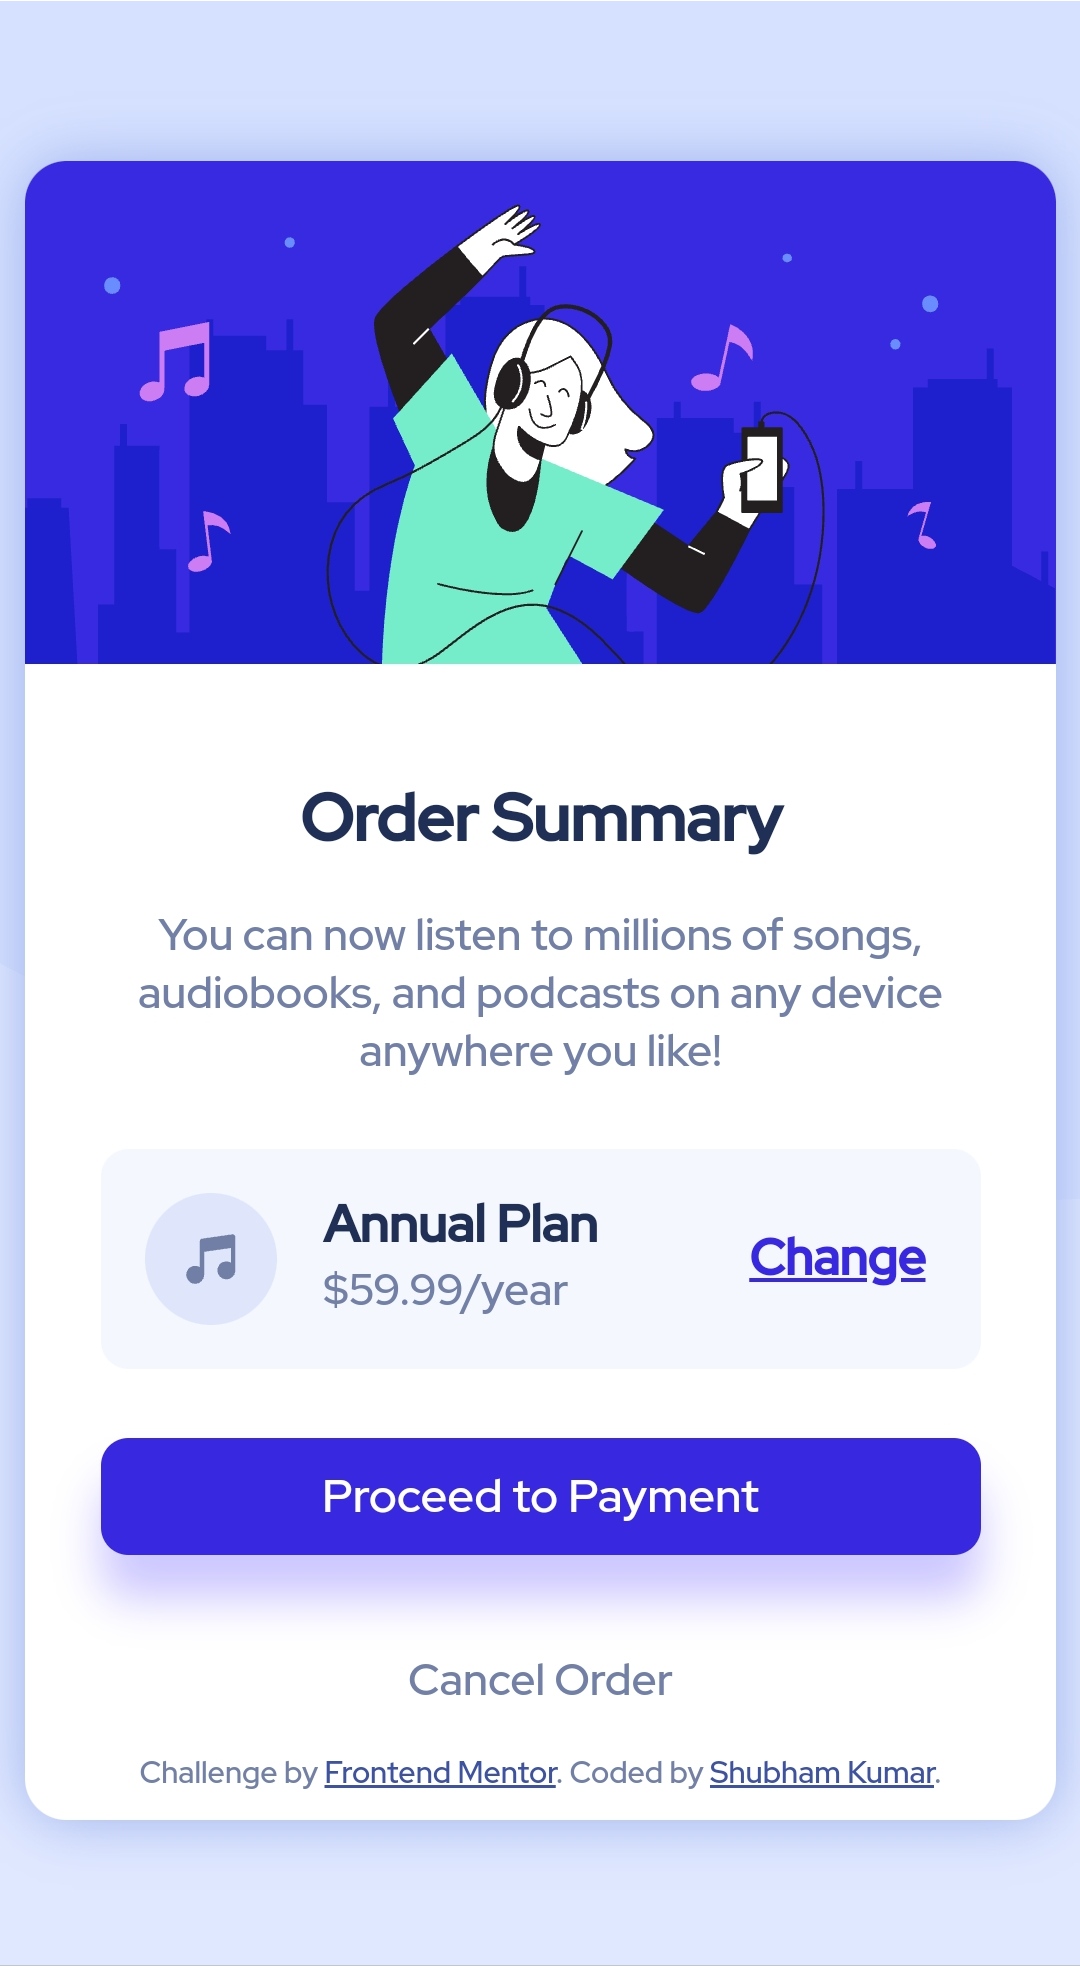 Order Summary
You can now listen to millions of songs,
audiobooks, and podcasts on any device
anywhere you like!
Annual Plan
$59.99/year
Change
Proceed to Payment
Cancel Order
Challenge by Frontend Mentor. Coded by Shubham Kumar.